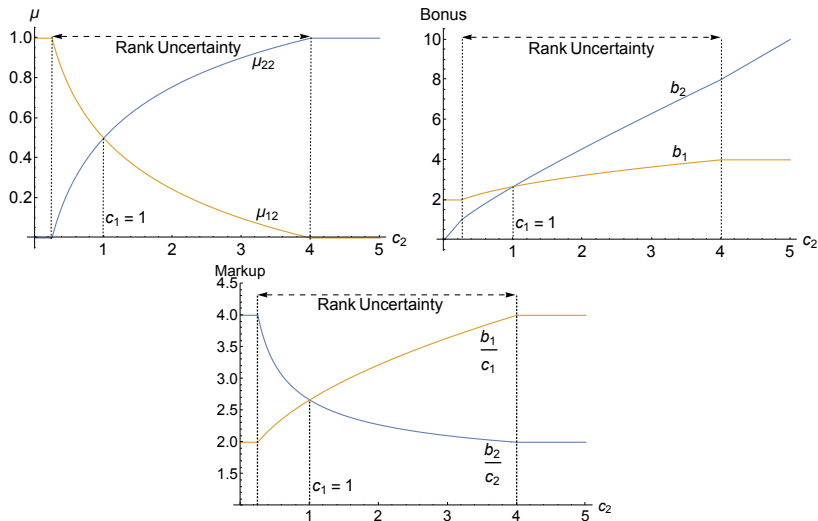 μ
1.0
Rank Uncertainty
μ22
0.8
0.6
0.4
0.2
c1 = 1
μ12
1 2 3 4 5 c2
Bonus
10
Rank Uncertainty
8
b2
6
4
b1
2
c1 = 1
0 1 2 3 4 5 c2
Markup
4.5
Rank Uncertainty
4.0
b1/c1
3.5
3.0
2.5
2.0
b2/c2
1.5
c1 = 1
1 2 3 4 5 c2